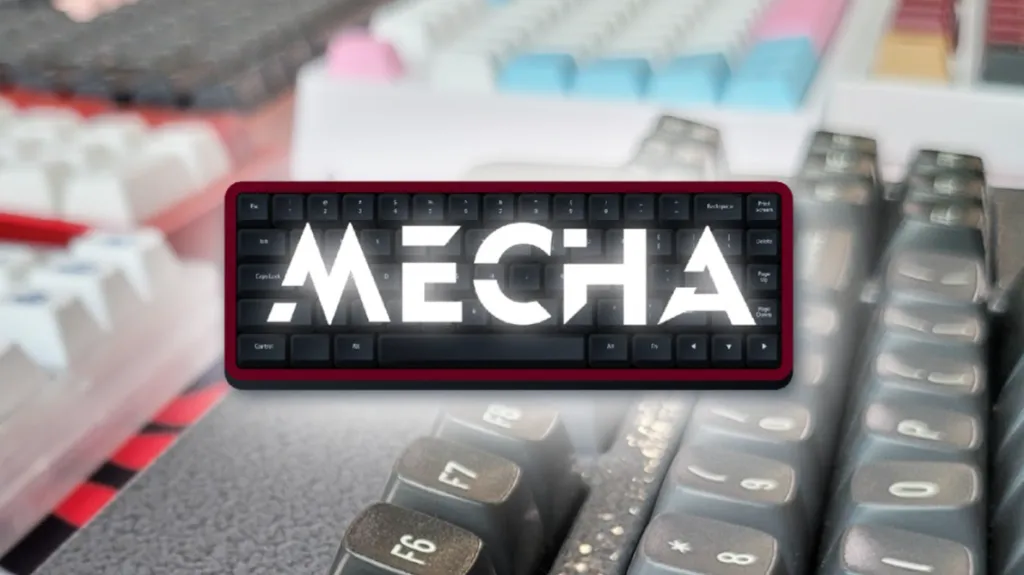 MECHA
Esc
Backspace
Print
Screen
Tab
Delete
Caps Lock
Page
Up
Page
Down
Control
Alt
Alt
Fn
F8
F7
F6
0
(
9
*
8
P
O
I